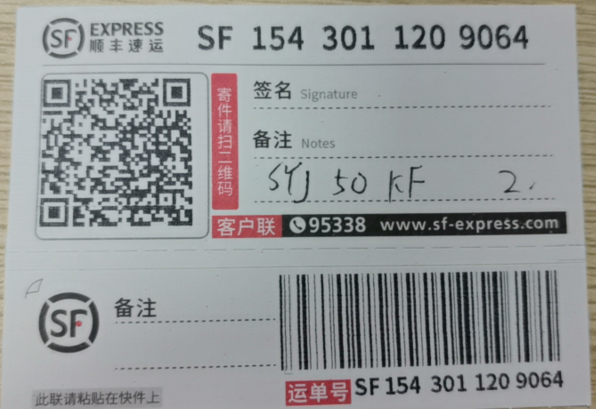 SF EXPRESS
顺丰速运
SF 154 301 120 9064
寄件请扫二维码
签名 Signature
备注 Notes
SYJ 50 KF 2.
客户联 95338 www.sf-express.com
SF
备注
此联请粘贴在快件上
运单号 SF 154 301 120 9064